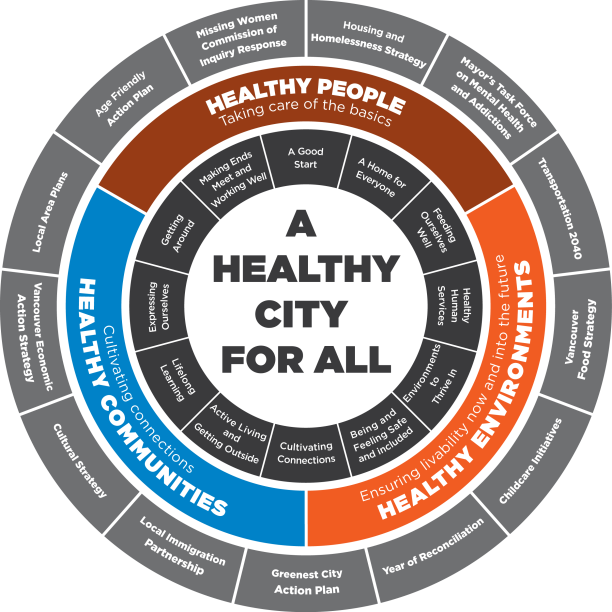 A
HEALTHY
CITY
FOR ALL
HEALTHY PEOPLE
Taking care of the basics
HEALTHY ENVIRONMENTS
Ensuring livability now and into the future
HEALTHY COMMUNITIES
Cultivating connections
A Good
Start
A Home for
Everyone
Feeding
Ourselves
Well
Healthy
Human
Services
Environments
to
Thrive In
Being and
Feeling Safe
and included
Cultivating
Connections
Active Living
and
Getting Outside
Lifelong
Learning
Expressing
Ourselves
Getting
Around
Making Ends
Meet and
Working Well
Missing Women
Commission of
Inquiry Response
Housing and
Homelessness Strategy
Mayor's Task Force
on Mental Health
and Addictions
Transportation 2040
Vancouver
Food Strategy
Childcare Initiatives
Year of Reconciliation
Greenest City
Action Plan
Local Immigration
Partnership
Cultural Strategy
Vancouver Economic
Action Strategy
Local Area Plans
Age Friendly
Action Plan